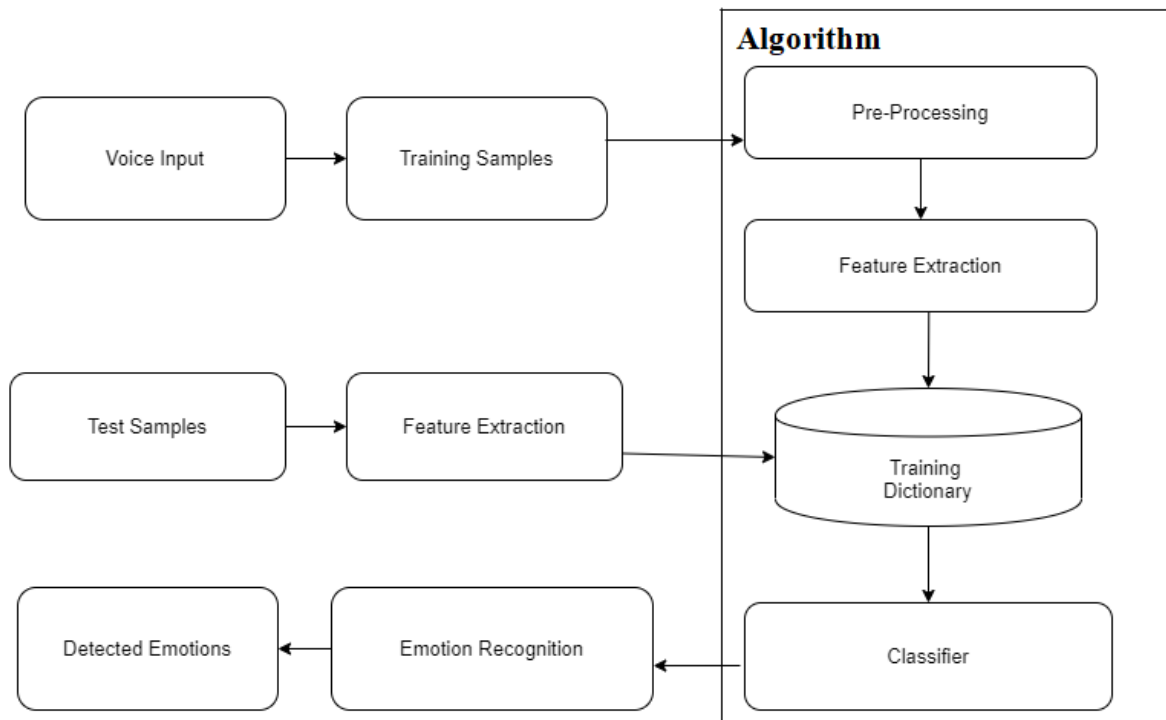 Algorithm
Pre-Processing
Voice Input
Training Samples
Feature Extraction
Test Samples
Feature Extraction
Training
Dictionary
Detected Emotions
Emotion Recognition
Classifier